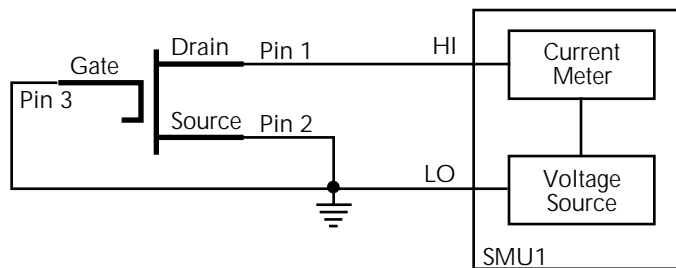 Drain
Pin 1
HI
Current
Meter
Gate
Pin 3
Source
Pin 2
LO
Voltage
Source
SMU1